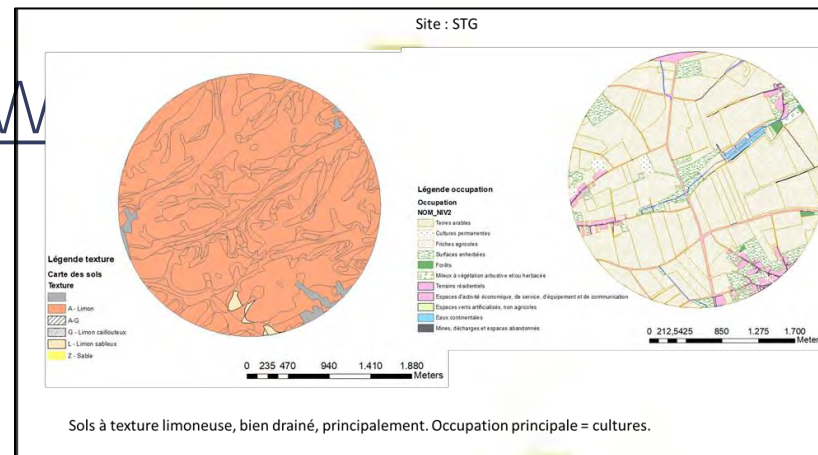 Site : STG
W
Légende texture
Carte des sols
Texture
A - Limon
A-G
G - Limon caillouteux
L - Limon sableux
Z - Sable
0 235 470 940 1.410 1.880
Meters
Légende occupation
Occupation
NOM_NIV2
Terres arables
Cultures permanentes
Friches agricoles
Surfaces enherbées
Forêts
Milieux à végétation arbustive et/ou herbacée
Terrains résidentiels
Espaces d'activité économique, de service, d'équipement et de communication
Espaces verts artificialisés, non agricoles
Eaux continentales
Mines, décharges et espaces abandonnés
0 212,5425 850 1.275 1.700
Meters
Sols à texture limoneuse, bien drainé, principalement. Occupation principale = cultures.